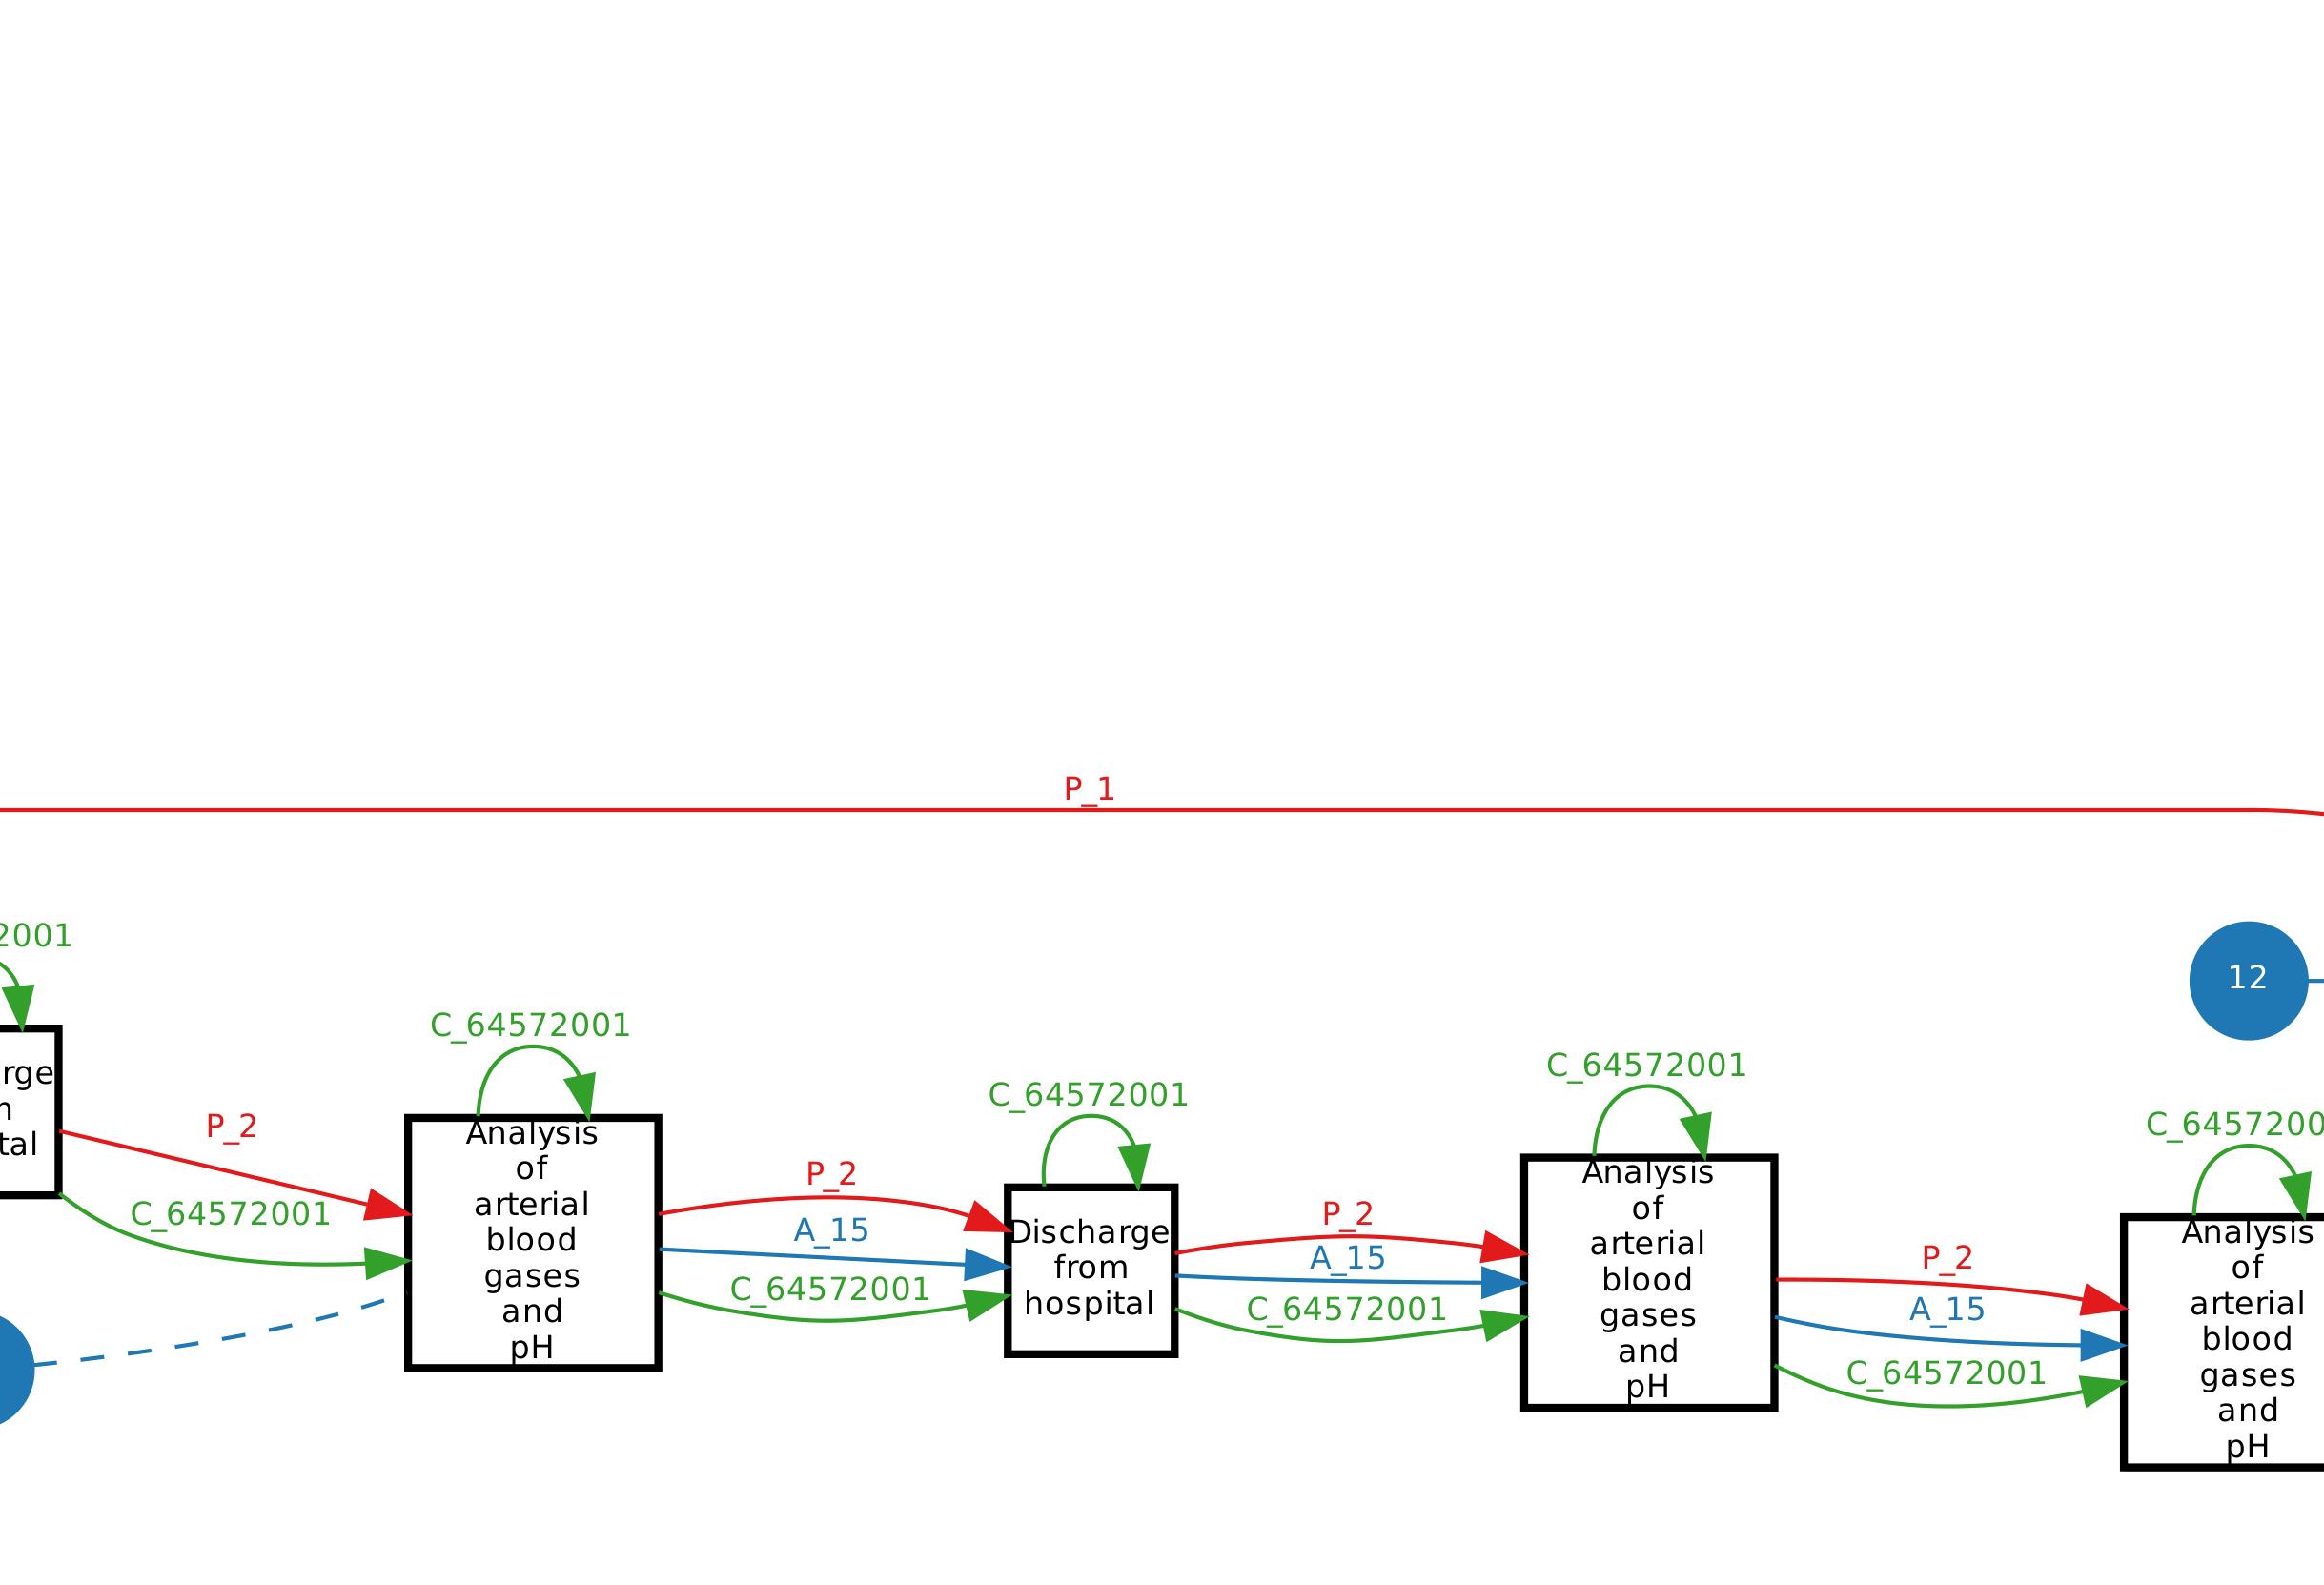 P_1
2001
12
C_64572001
C_64572001
C_64572001
C_6457200
rge
n
tal
P_2
C_64572001
Analysis
of
arterial
blood
gases
and
pH
P_2
A_15
C_64572001
Discharge
from
hospital
P_2
A_15
C_64572001
Analysis
of
arterial
blood
gases
and
pH
P_2
A_15
C_64572001
Analysis
of
arterial
blood
gases
and
pH